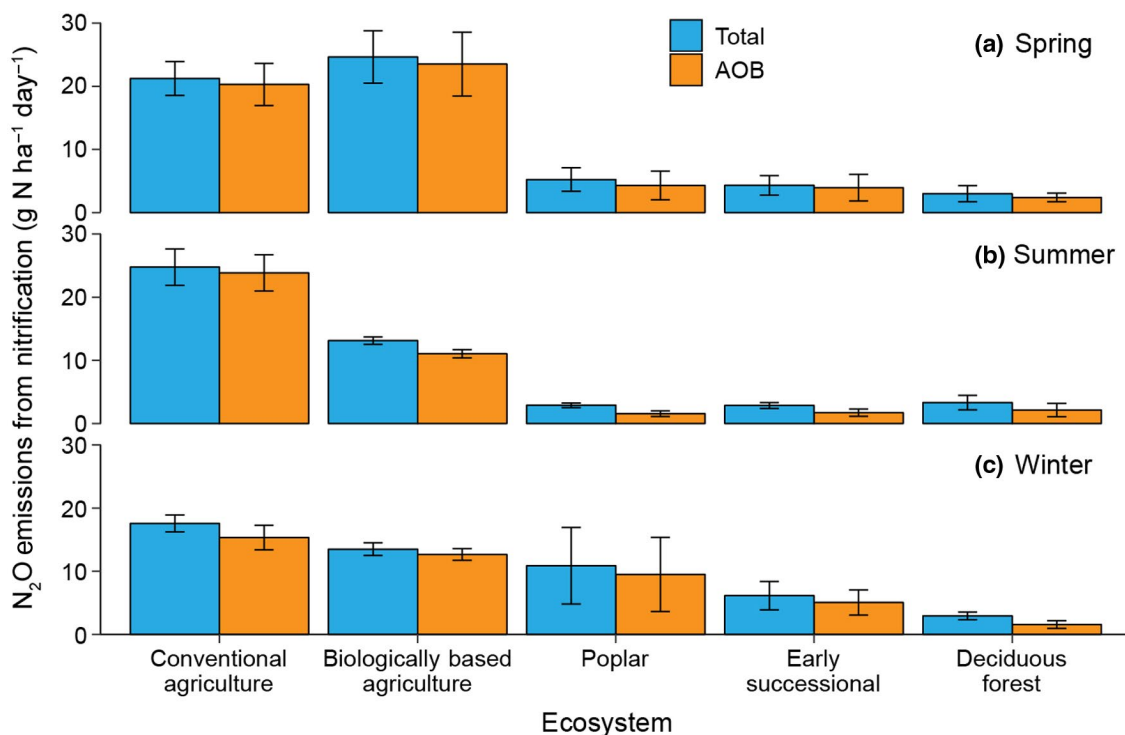 N₂O emissions from nitrification (g N ha⁻¹ day⁻¹)
30
20
10
0
Total
AOB
(a) Spring
30
20
10
0
(b) Summer
30
20
10
0
(c) Winter
Conventional
agriculture
Biologically based
agriculture
Poplar
Early
successional
Deciduous
forest
Ecosystem